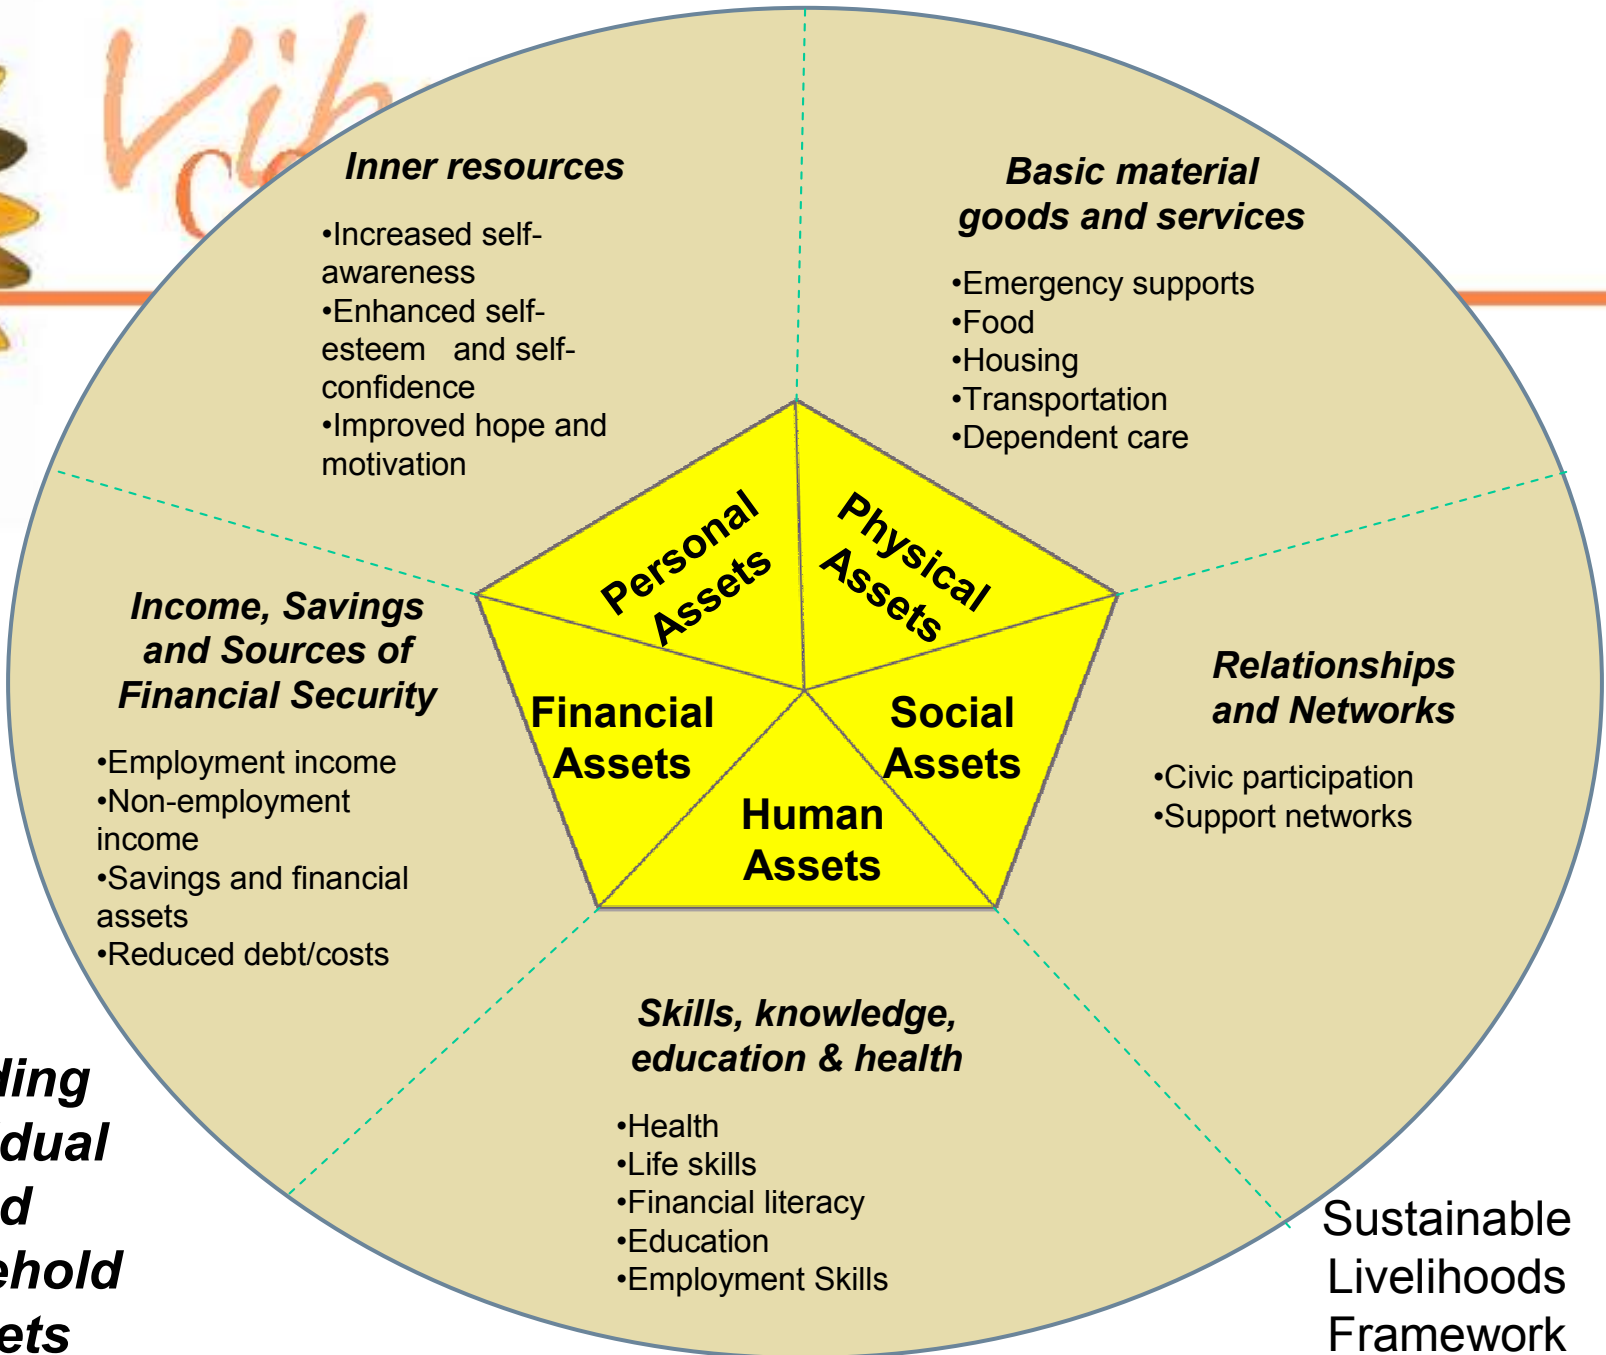 Inner resources
•Increased self-
awareness
•Enhanced self-
esteem and self-
confidence
•Improved hope and
motivation
Basic material
goods and services
•Emergency supports
•Food
•Housing
•Transportation
•Dependent care
Personal
Assets
Physical
Assets
Income, Savings
and Sources of
Financial Security
•Employment income
•Non-employment
income
•Savings and financial
assets
•Reduced debt/costs
Financial
Assets
Social
Assets
Human
Assets
Relationships
and Networks
•Civic participation
•Support networks
Skills, knowledge,
education & health
•Health
•Life skills
•Financial literacy
•Education
•Employment Skills
Sustainable
Livelihoods
Framework